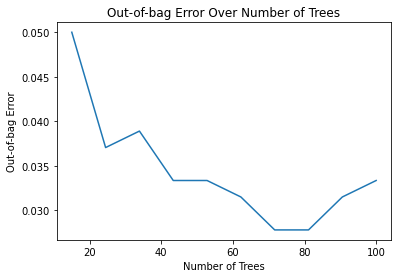 Out-of-bag Error Over Number of Trees
0.050
0.045
0.040
0.035
0.030
Out-of-bag Error
20 40 60 80 100
Number of Trees